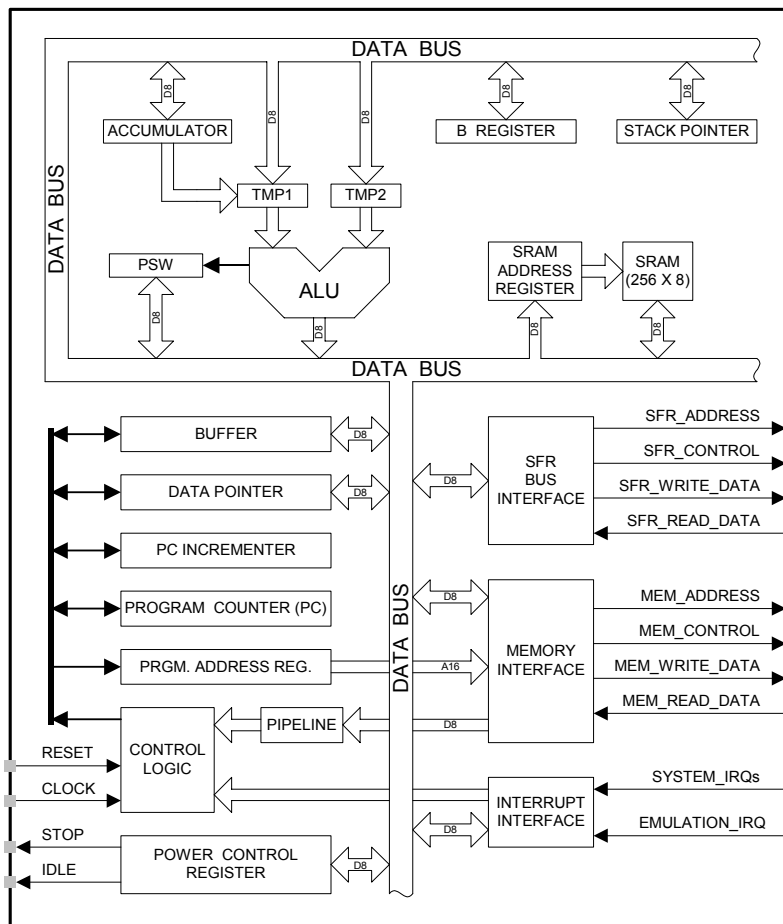 DATA BUS
D8
D8
D8
D8
D8
ACCUMULATOR
B REGISTER
STACK POINTER
DATA BUS
TMP1
TMP2
PSW
ALU
SRAM
ADDRESS
REGISTER
SRAM
(256 X 8)
D8
D8
D8
D8
DATA BUS
BUFFER
D8
DATA POINTER
D8
PC INCREMENTER
PROGRAM COUNTER (PC)
PRGM. ADDRESS REG.
A16
DATA BUS
D8
SFR
BUS
INTERFACE
SFR_ADDRESS
SFR_CONTROL
SFR_WRITE_DATA
SFR_READ_DATA
D8
MEMORY
INTERFACE
MEM_ADDRESS
MEM_CONTROL
MEM_WRITE_DATA
MEM_READ_DATA
PIPELINE
D8
CONTROL
LOGIC
RESET
CLOCK
INTERRUPT
INTERFACE
SYSTEM_IRQs
EMULATION_IRQ
D8
STOP
IDLE
POWER CONTROL
REGISTER
D8